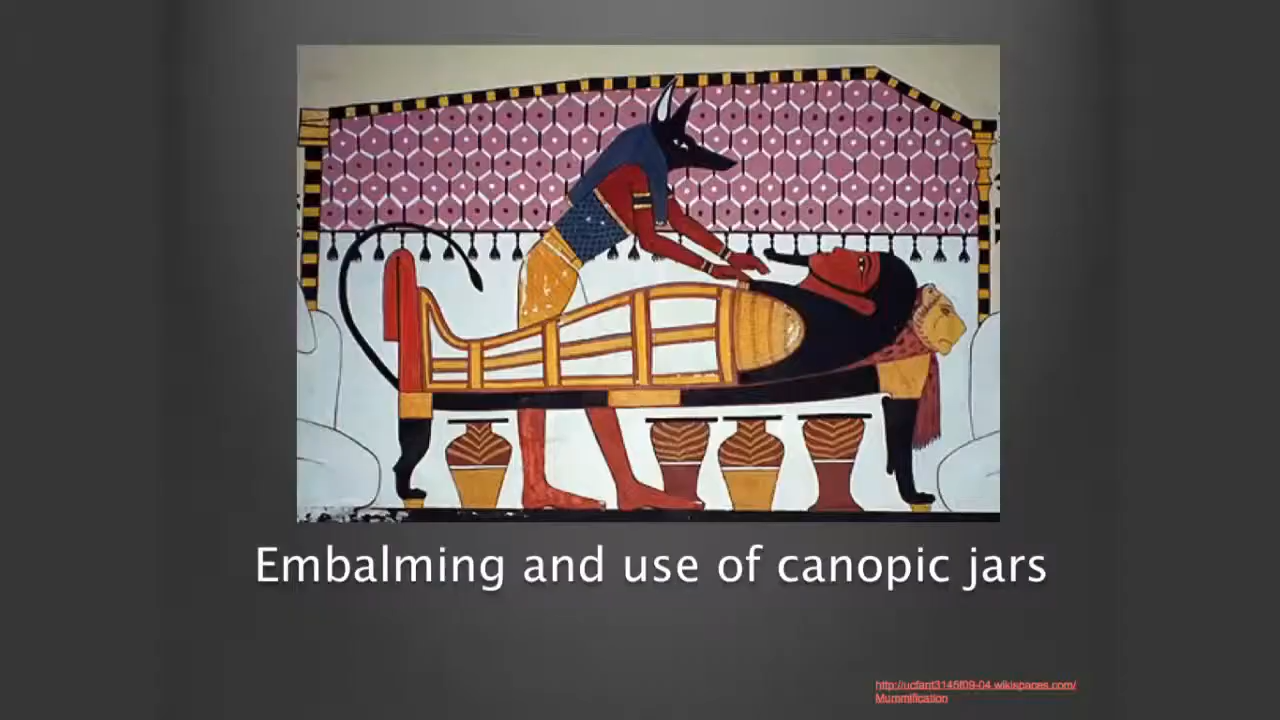 Embalming and use of canopic jars
http://ucfant3145f09-04.wikispaces.com/
Mummification